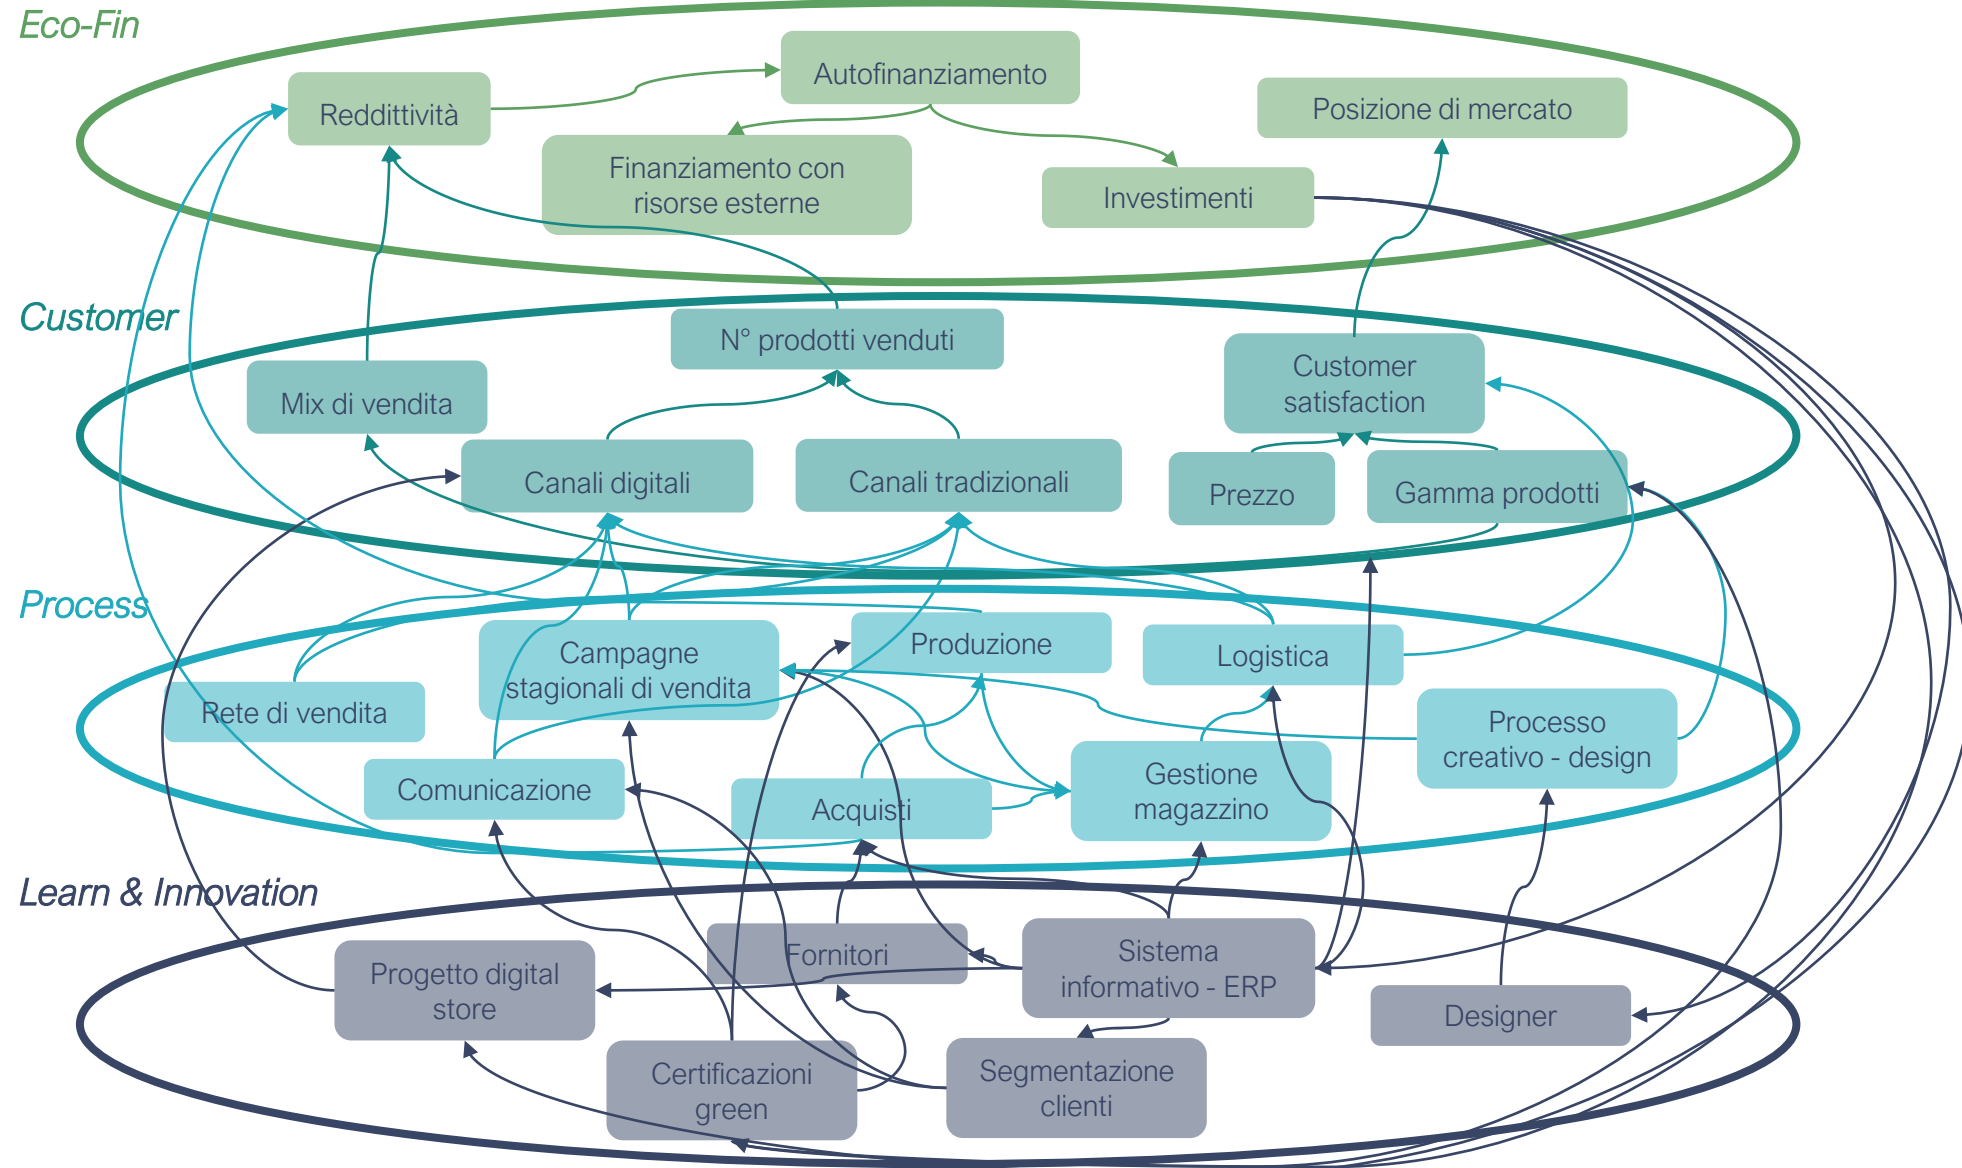 Eco-Fin
Autofinanziamento
Reddittività
Posizione di mercato
Finanziamento con
risorse esterne
Investimenti
Customer
N° prodotti venduti
Customer
satisfaction
Mix di vendita
Canali digitali
Canali tradizionali
Prezzo
Gamma prodotti
Process
Campagne
stagionali di vendita
Produzione
Logistica
Rete di vendita
Processo
creativo - design
Comunicazione
Acquisti
Gestione
magazzino
Learn & Innovation
Progetto digital
store
Fornitori
Sistema
informativo - ERP
Designer
Certificazioni
green
Segmentazione
clienti